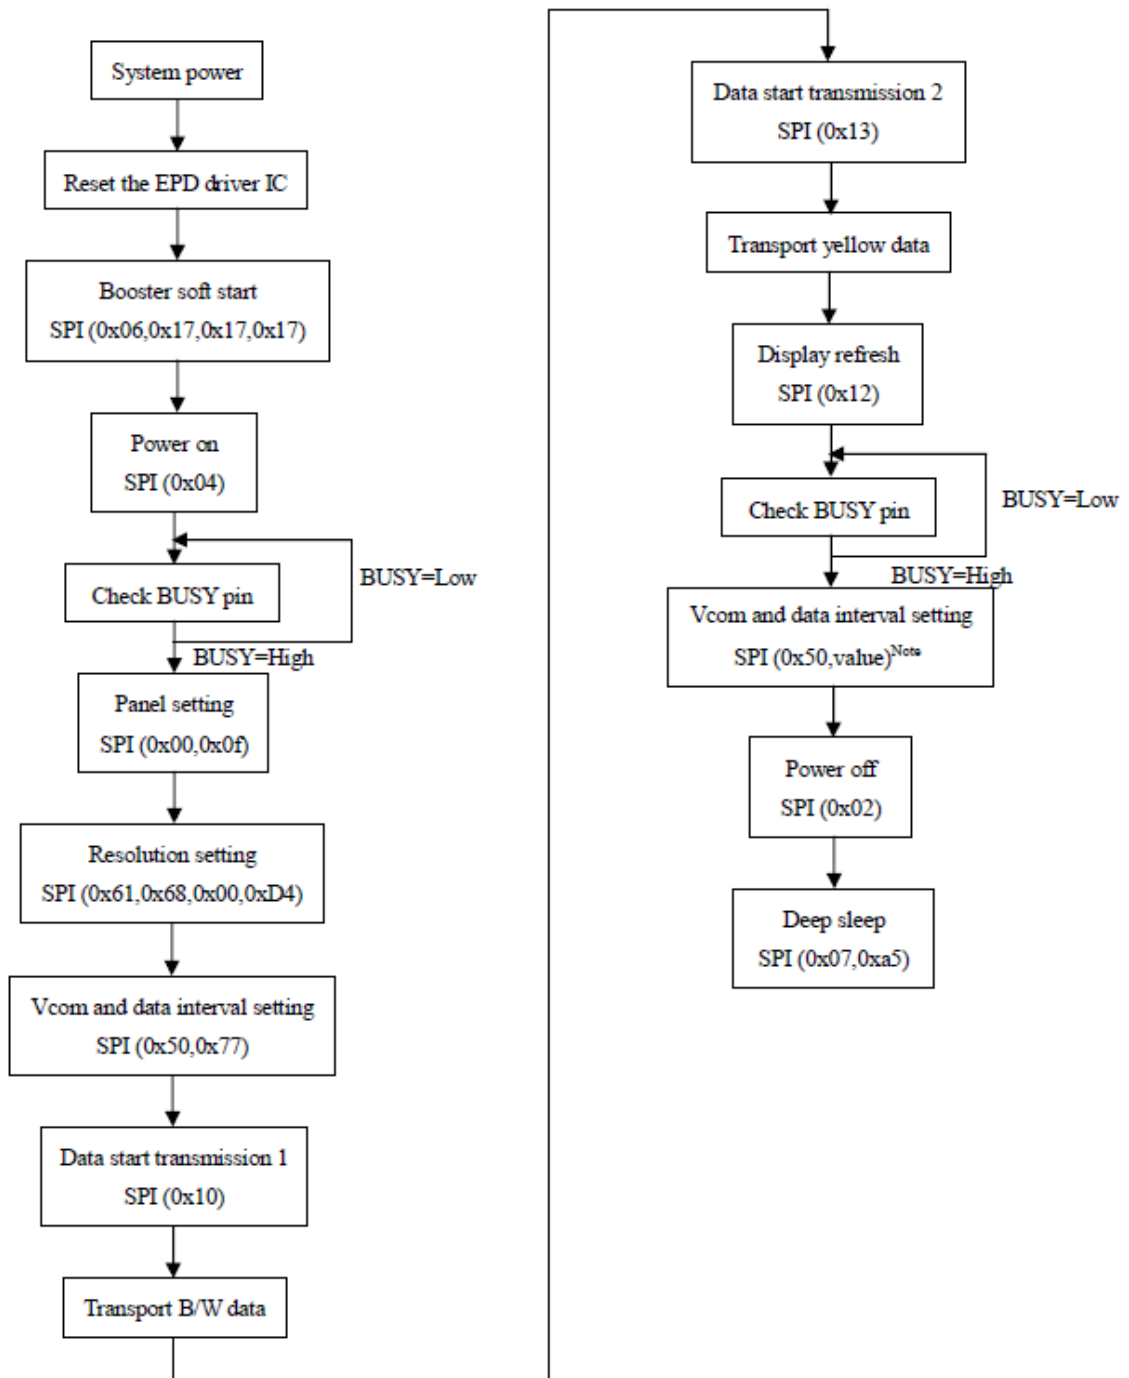 System power
Reset the EPD driver IC
Booster soft start
SPI (0x06,0x17,0x17,0x17)
Power on
SPI (0x04)
BUSY=Low
Check BUSY pin
BUSY=High
Panel setting
SPI (0x00,0x0f)
Resolution setting
SPI (0x61,0x68,0x00,0xD4)
Vcom and data interval setting
SPI (0x50,0x77)
Data start transmission 1
SPI (0x10)
Transport B/W data
Data start transmission 2
SPI (0x13)
Transport yellow data
Display refresh
SPI (0x12)
BUSY=Low
Check BUSY pin
BUSY=High
Vcom and data interval setting
SPI (0x50,value)Note
Power off
SPI (0x02)
Deep sleep
SPI (0x07,0xa5)